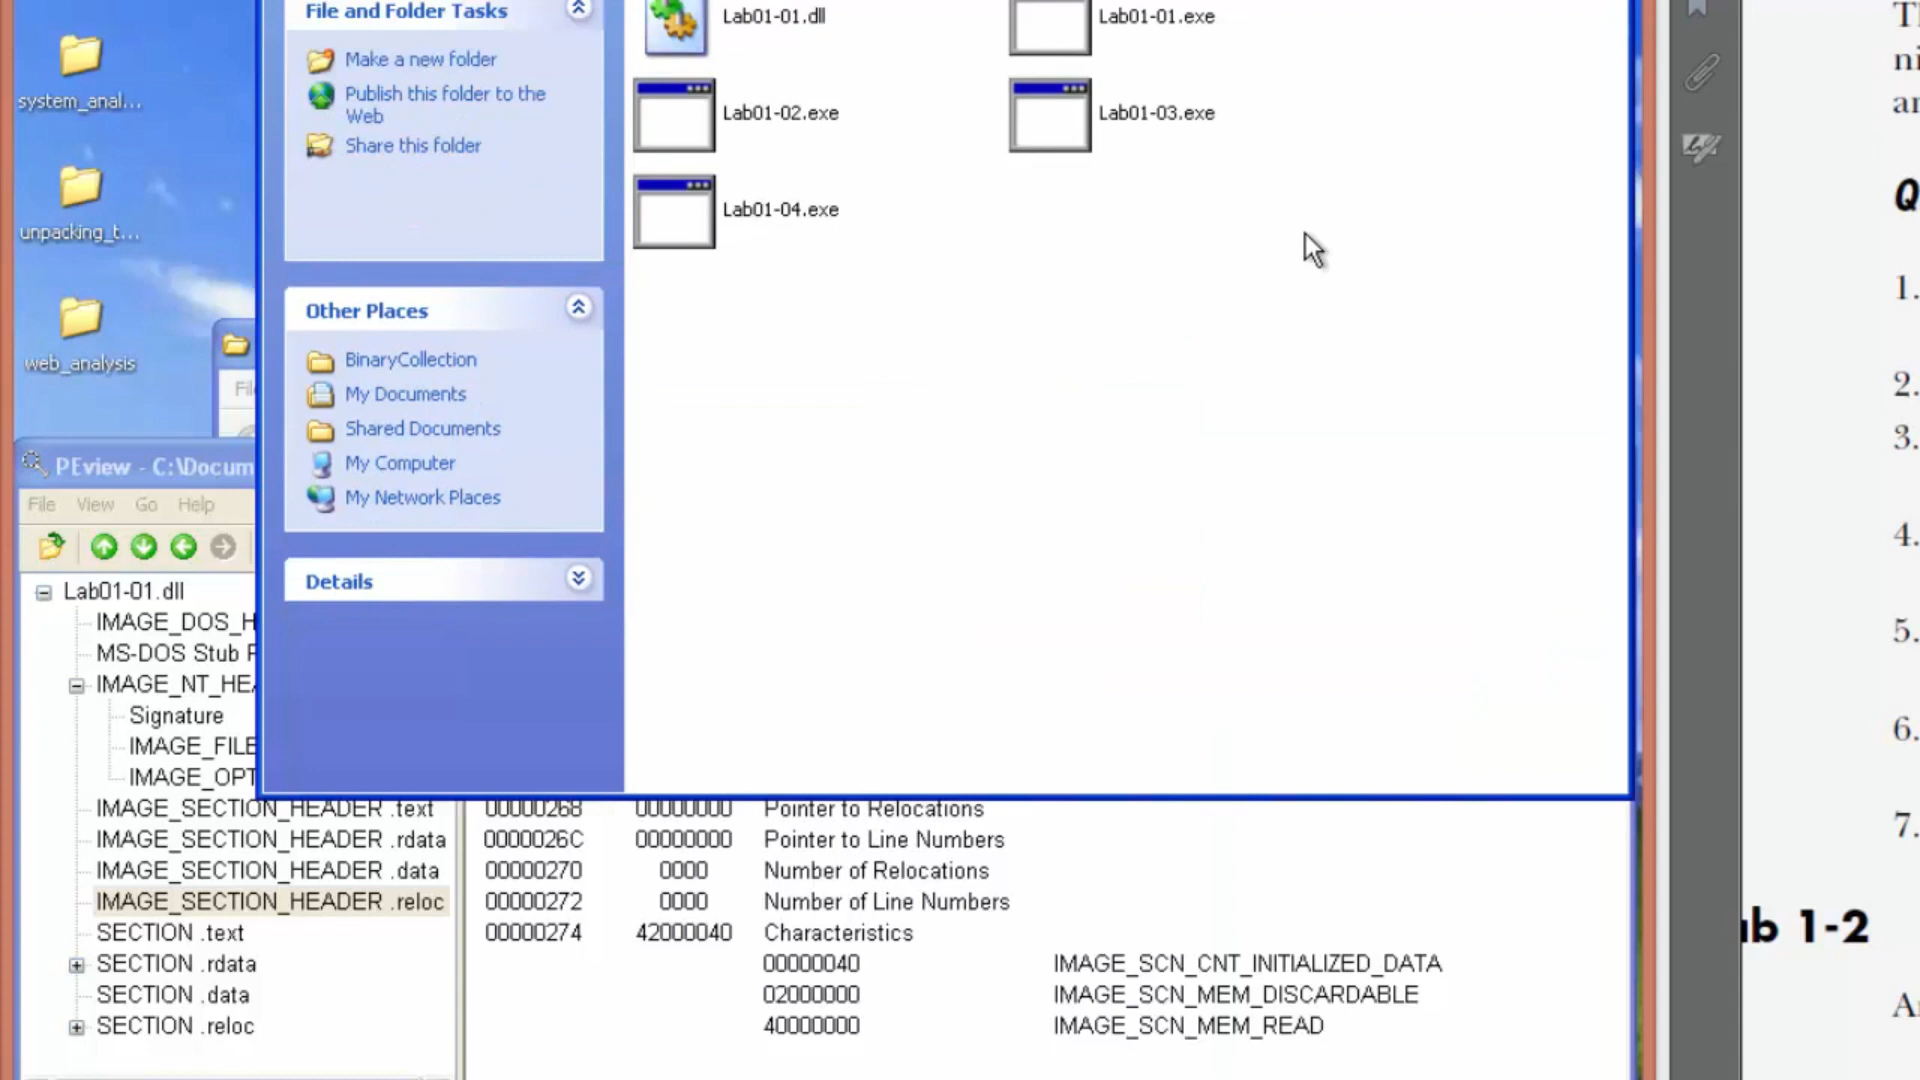 File and Folder Tasks
Make a new folder
Publish this folder to the
Web
Share this folder
Other Places
BinaryCollection
My Documents
Shared Documents
My Computer
My Network Places
Details
Lab01-01.dll
Lab01-01.exe
Lab01-02.exe
Lab01-03.exe
Lab01-04.exe
system_anal...
unpacking_t...
web_analysis
PEview - C:\Docum
File View Go Help
Lab01-01.dll
IMAGE_DOS_H
MS-DOS Stub P
IMAGE_NT_HEA
Signature
IMAGE_FILE
IMAGE_OPT
IMAGE_SECTION_HEADER .text
IMAGE_SECTION_HEADER .rdata
IMAGE_SECTION_HEADER .data
IMAGE_SECTION_HEADER .reloc
SECTION .text
SECTION .rdata
SECTION .data
SECTION .reloc
00000268 00000000 Pointer to Relocations
0000026C 00000000 Pointer to Line Numbers
00000270 0000 Number of Relocations
00000272 0000 Number of Line Numbers
00000274 42000040 Characteristics
00000040 IMAGE_SCN_CNT_INITIALIZED_DATA
02000000 IMAGE_SCN_MEM_DISCARDABLE
40000000 IMAGE_SCN_MEM_READ
Q
1.
2.
3.
4.
5.
6.
7.
ab 1-2